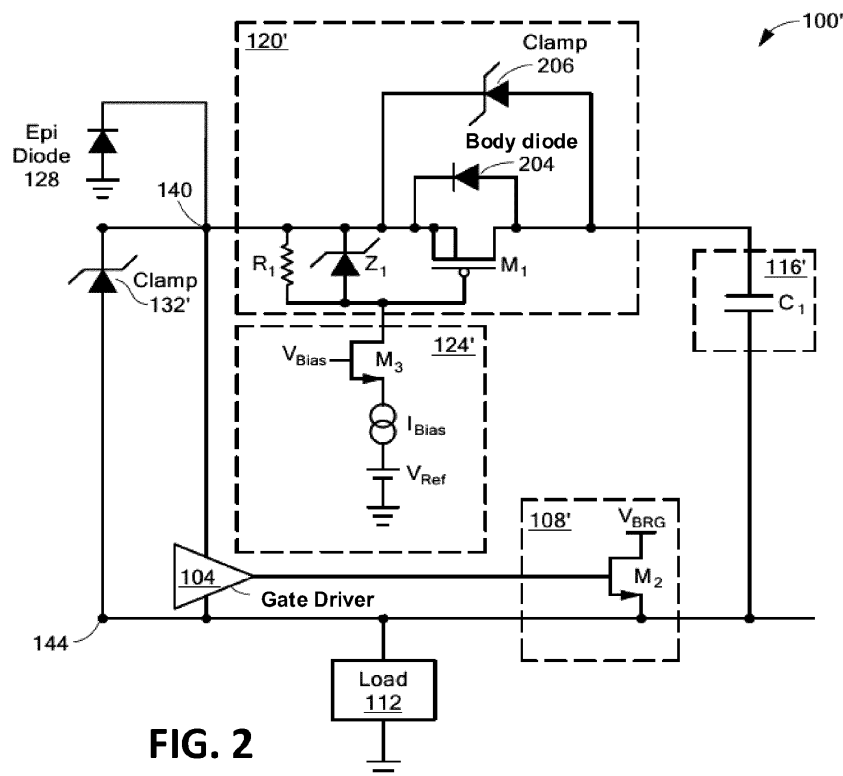 100'
120'
Clamp
206
Epi
Diode
128
Body diode
204
140
R1
Z1
M1
Clamp
132'
116'
C1
124'
VBias
M3
IBias
VRef
108'
VBRG
M2
104
Gate Driver
144
Load
112
FIG. 2